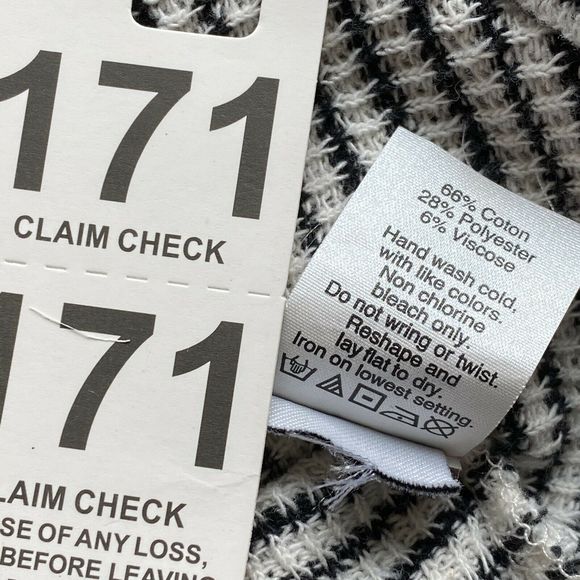 171
CLAIM CHECK
171
LAIM CHECK
SE OF ANY LOSS,
BEFORE LEAVING
66% Coton
28% Polyester
6% Viscose
Hand wash cold,
with like colors.
Non chlorine
bleach only.
Do not wring or twist.
Reshape and
lay flat to dry.
Iron on lowest setting.